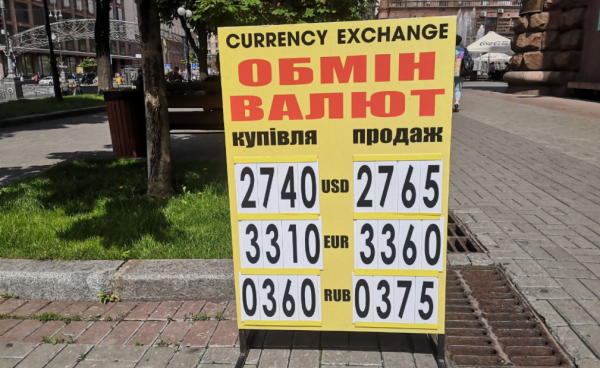 CURRENCY EXCHANGE
ОБМІН
ВАЛЮТ
купівля продаж
2740 USD 2765
3310 EUR 3360
0360 RUB 0375